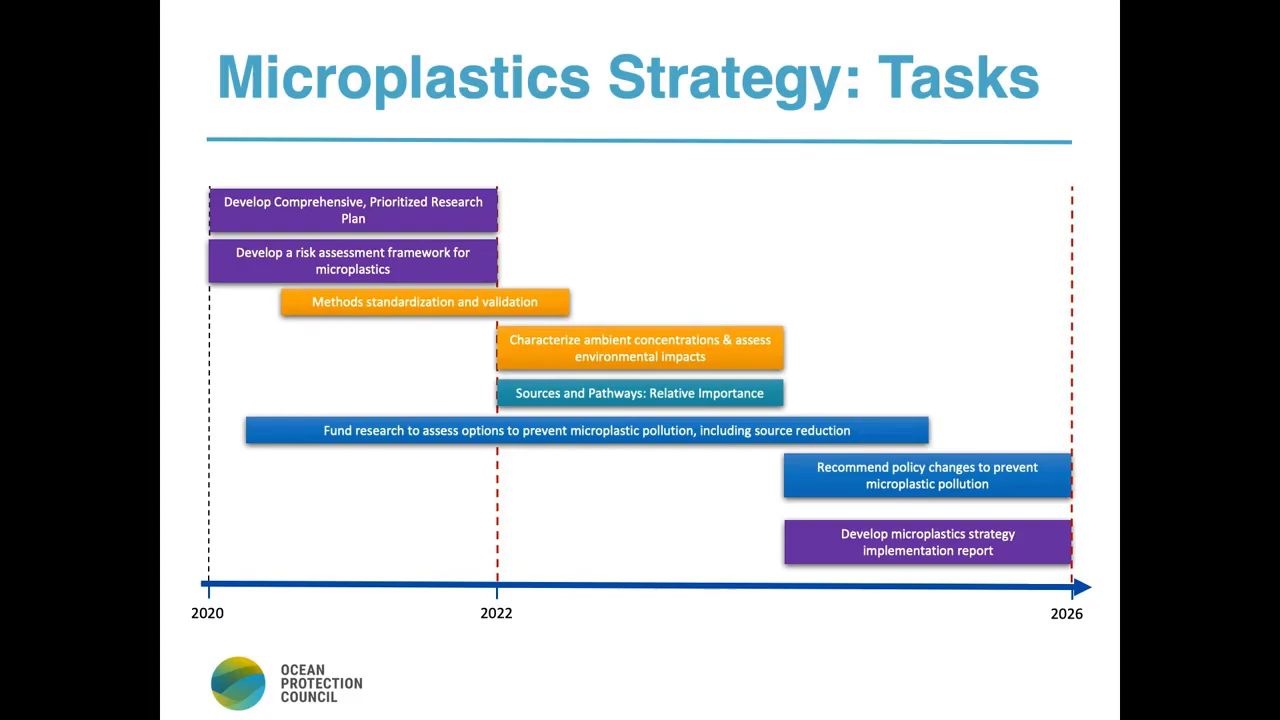 Microplastics Strategy: Tasks
Develop Comprehensive, Prioritized Research
Plan
Develop a risk assessment framework for
microplastics
Methods standardization and validation
Characterize ambient concentrations & assess
environmental impacts
Sources and Pathways: Relative Importance
Fund research to assess options to prevent microplastic pollution, including source reduction
Recommend policy changes to prevent
microplastic pollution
Develop microplastics strategy
implementation report
2020
2022
2026
OCEAN
PROTECTION
COUNCIL